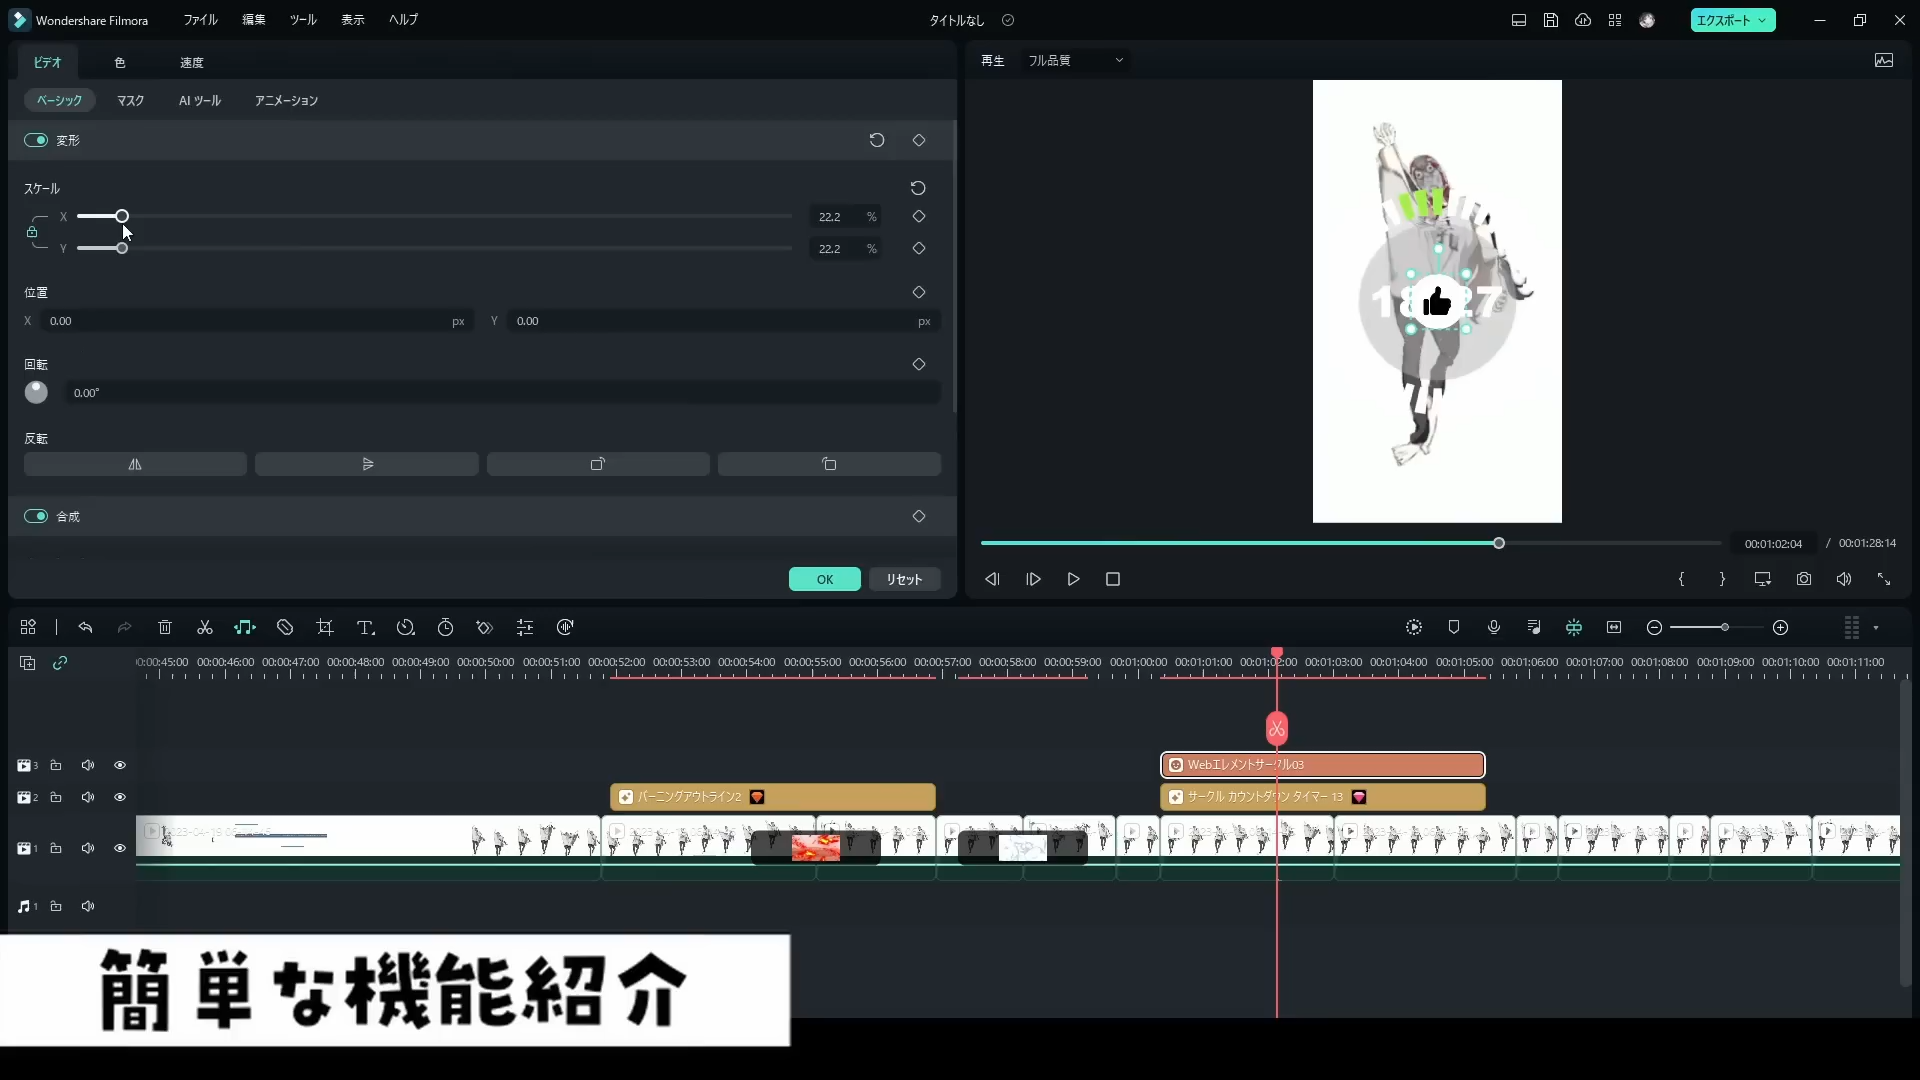 Wondershare Filmora ファイル 編集 ツール 表示 ヘルプ タイトルなし エクスポート
ビデオ 色 速度 再生 フル品質
ベーシック マスク AI ツール アニメーション
変形
スケール
X 22.2 %
Y 22.2 %
位置
X 0.00 px Y 0.00 px
回転
0.00°
反転
合成
00:01:02:04 / 00:01:28:14
OK リセット
00:00:45:00 00:00:46:00 00:00:47:00 00:00:48:00 00:00:49:00 00:00:50:00 00:00:51:00 00:00:52:00 00:00:53:00 00:00:54:00 00:00:55:00 00:00:56:00 00:00:57:00 00:00:58:00 00:00:59:00 00:01:00:00 00:01:01:00 00:01:02:00 00:01:03:00 00:01:04:00 00:01:05:00 00:01:06:00 00:01:07:00 00:01:08:00 00:01:09:00 00:01:10:00 00:01:11:00
3 Webエレメントサークル03
2 バーニングアウトライン2 サークル カウントダウン タイマー 13
1
1
簡単な機能紹介